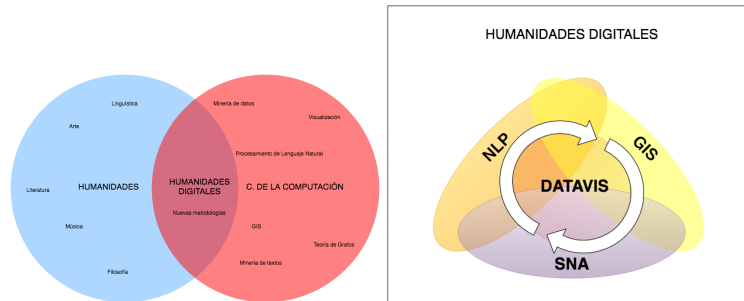 Lingüística
Arte
Literatura
HUMANIDADES
Música
Filosofía
HUMANIDADES
DIGITALES
Nuevas metodologías
Minería de datos
Visualización
Procesamiento de Lenguaje Natural
C. DE LA COMPUTACIÓN
GIS
Teoría de Grafos
Minería de textos
HUMANIDADES DIGITALES
NLP
GIS
DATAVIS
SNA